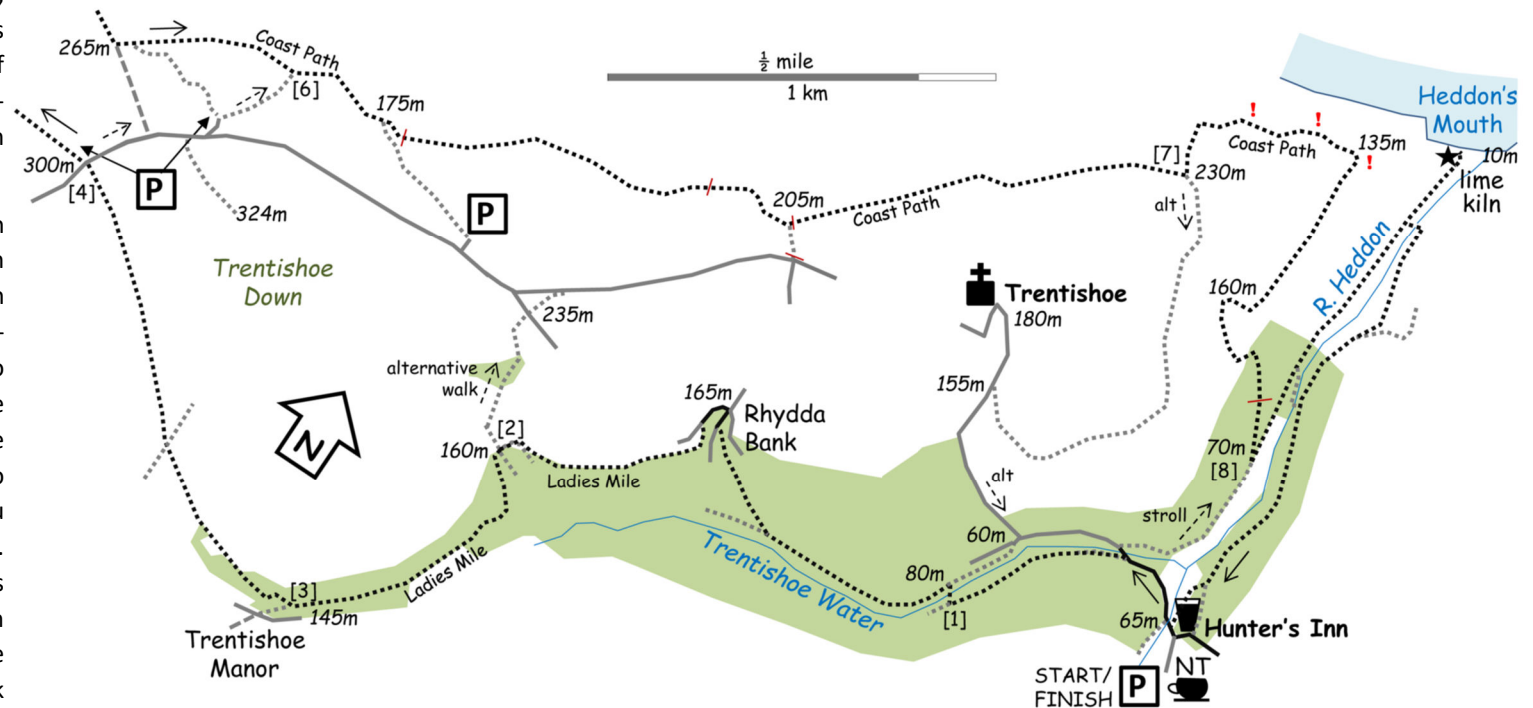 265m
Coast Path
[6]
½ mile
1 km
175m
Heddon's
Mouth
300m
[4]
P
324m
P
205m
Coast Path
[7]
230m
alt
Coast Path
135m
10m
lime
kiln
Trentishoe
Down
R. Heddon
Trentishoe
180m
160m
235m
alternative
walk
155m
165m
Rhydda
Bank
[2]
160m
Ladies Mile
70m
[8]
alt
stroll
60m
Trentishoe Water
80m
[1]
N
Ladies Mile
[3]
145m
Trentishoe
Manor
65m
Hunter's Inn
START/
FINISH
P
NT